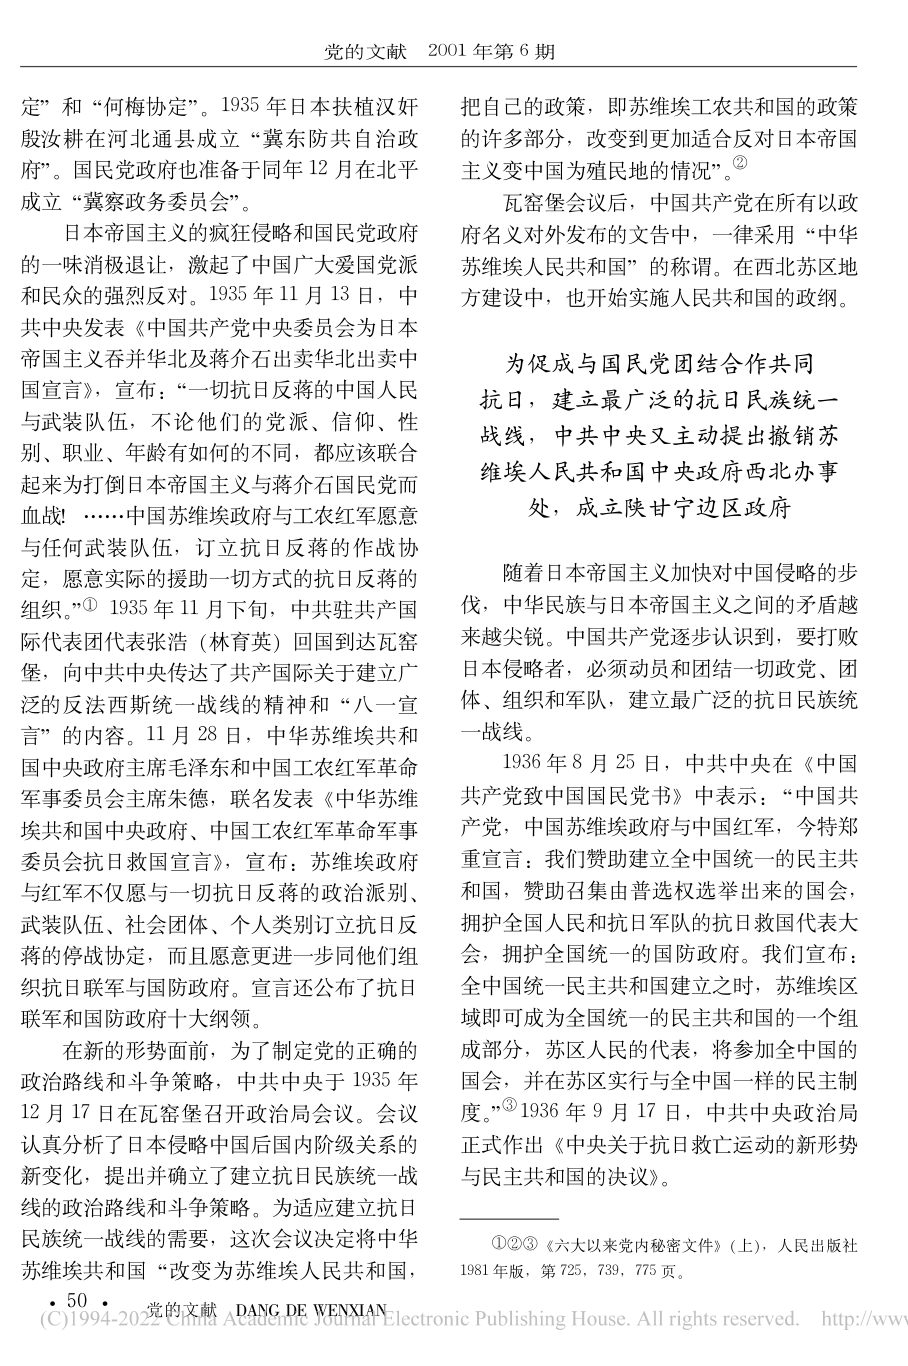 党的文献 2001年第6期
定”和“何梅协定”。1935年日本扶植汉奸
殷汝耕在河北通县成立“冀东防共自治政
府”。国民党政府也准备于同年12月在北平
成立“冀察政务委员会”。
日本帝国主义的疯狂侵略和国民党政府
的一味消极退让，激起了中国广大爱国党派
和民众的强烈反对。1935年11月13日，中
共中央发表《中国共产党中央委员会为日本
帝国主义吞并华北及蒋介石出卖华北出卖中
国宣言》，宣布：“一切抗日反蒋的中国人民
与武装队伍，不论他们的党派、信仰、性
别、职业、年龄有如何的不同，都应该联合
起来为打倒日本帝国主义与蒋介石国民党而
血战! ……中国苏维埃政府与工农红军愿意
与任何武装队伍，订立抗日反蒋的作战协
定，愿意实际的援助一切方式的抗日反蒋的
组织。”① 1935年11月下旬，中共驻共产国
际代表团代表张浩（林育英）回国到达瓦窑
堡，向中共中央传达了共产国际关于建立广
泛的反法西斯统一战线的精神和“八一宣
言”的内容。11月28日，中华苏维埃共和
国中央政府主席毛泽东和中国工农红军革命
军事委员会主席朱德，联名发表《中华苏维
埃共和国中央政府、中国工农红军革命军事
委员会抗日救国宣言》，宣布：苏维埃政府
与红军不仅愿与一切抗日反蒋的政治派别、
武装队伍、社会团体、个人类别订立抗日反
蒋的停战协定，而且愿意更进一步同他们组
织抗日联军与国防政府。宣言还公布了抗日
联军和国防政府十大纲领。
在新的形势面前，为了制定党的正确的
政治路线和斗争策略，中共中央于1935年
12月17日在瓦窑堡召开政治局会议。会议
认真分析了日本侵略中国后国内阶级关系的
新变化，提出并确立了建立抗日民族统一战
线的政治路线和斗争策略。为适应建立抗日
民族统一战线的需要，这次会议决定将中华
苏维埃共和国“改变为苏维埃人民共和国，
把自己的政策，即苏维埃工农共和国的政策
的许多部分，改变到更加适合反对日本帝国
主义变中国为殖民地的情况”。②
瓦窑堡会议后，中国共产党在所有以政
府名义对外发布的文告中，一律采用“中华
苏维埃人民共和国”的称谓。在西北苏区地
方建设中，也开始实施人民共和国的政纲。
为促成与国民党团结合作共同
抗日，建立最广泛的抗日民族统一
战线，中共中央又主动提出撤销苏
维埃人民共和国中央政府西北办事
处，成立陕甘宁边区政府
随着日本帝国主义加快对中国侵略的步
伐，中华民族与日本帝国主义之间的矛盾越
来越尖锐。中国共产党逐步认识到，要打败
日本侵略者，必须动员和团结一切政党、团
体、组织和军队，建立最广泛的抗日民族统
一战线。
1936年8月25日，中共中央在《中国
共产党致中国国民党书》中表示：“中国共
产党，中国苏维埃政府与中国红军，今特郑
重宣言：我们赞助建立全中国统一的民主共
和国，赞助召集由普选权选举出来的国会，
拥护全国人民和抗日军队的抗日救国代表大
会，拥护全国统一的国防政府。我们宣布：
全中国统一民主共和国建立之时，苏维埃区
域即可成为全国统一的民主共和国的一个组
成部分，苏区人民的代表，将参加全中国的
国会，并在苏区实行与全中国一样的民主制
度。”③1936年9月17日，中共中央政治局
正式作出《中央关于抗日救亡运动的新形势
与民主共和国的决议》。
①②③《六大以来党内秘密文件》(上)，人民出版社
1981年版，第725，739，775页。
• 50 • 党的文献 DANG DE WENXIAN
(C)1994-2022 China Academic Journal Electronic Publishing House. All rights reserved. http://www